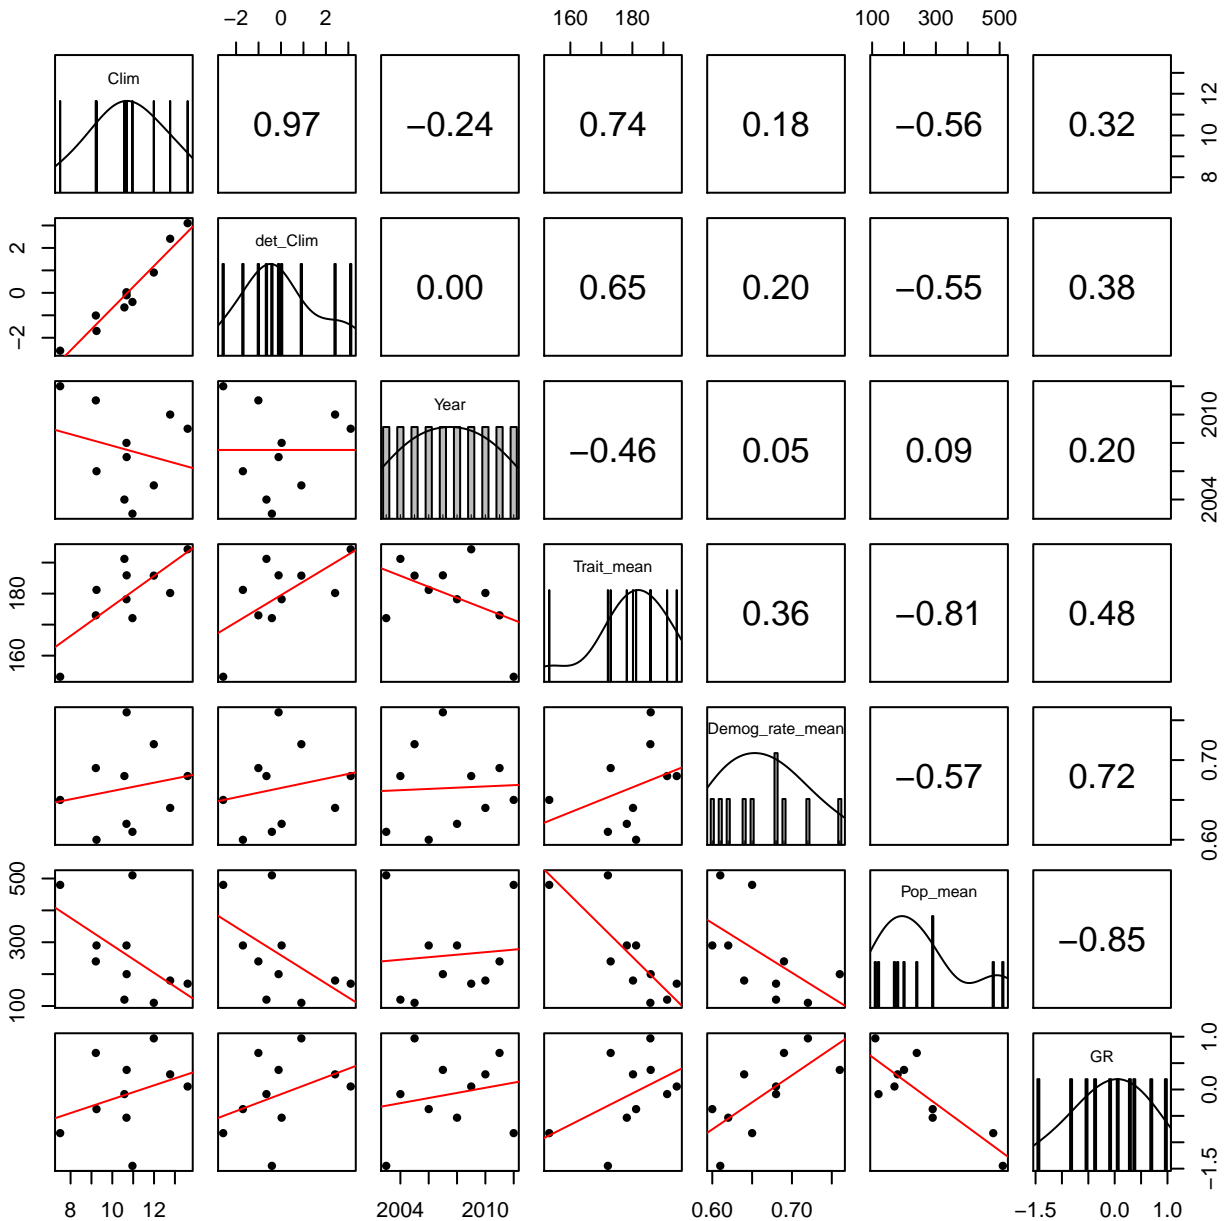 −2 0 2 160 180 100 300 500
Clim 0.97 −0.24 0.74 0.18 −0.56 0.32 8 10 12
−2 0 2 det_Clim 0.00 0.65 0.20 −0.55 0.38
Year −0.46 0.05 0.09 0.20 2004 2010
160 180 Trait_mean 0.36 −0.81 0.48
Demog_rate_mean −0.57 0.72 0.60 0.70
100 300 500 Pop_mean −0.85
GR −1.5 0.0 1.0
8 10 12 2004 2010 0.60 0.70 −1.5 0.0 1.0